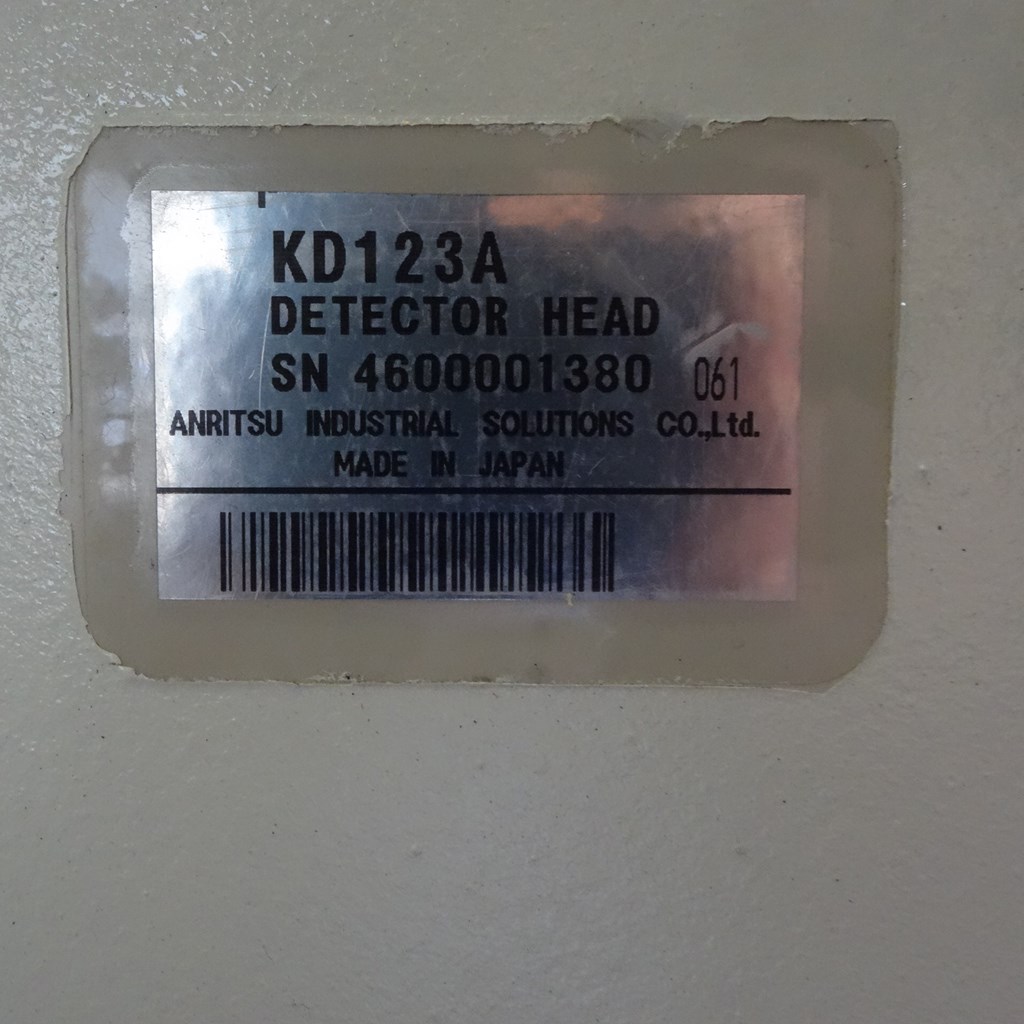 KD123A
DETECTOR HEAD
SN 4600001380 061
ANRITSU INDUSTRIAL SOLUTIONS CO.,Ltd.
MADE IN JAPAN